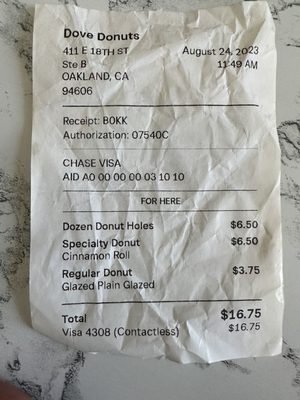 Dove Donuts
411 E 18TH ST August 24, 2023
Ste B 11:49 AM
OAKLAND, CA
94606
Receipt: B0KK
Authorization: 07540C
CHASE VISA
AID A0 00 00 00 03 10 10
FOR HERE
Dozen Donut Holes $6.50
Specialty Donut $6.50
Cinnamon Roll
Regular Donut $3.75
Glazed Plain Glazed
Total $16.75
Visa 4308 (Contactless) $16.75